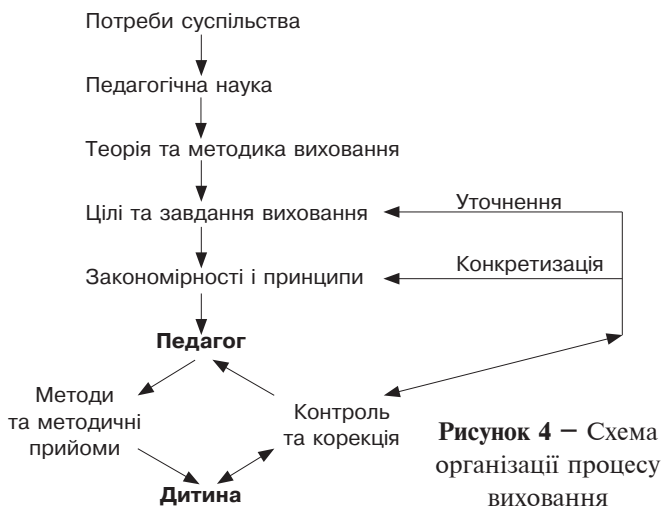 Потреби суспільства
Педагогічна наука
Теорія та методика виховання
Цілі та завдання виховання
Уточнення
Закономірності і принципи
Конкретизація
Педагог
Методи
та методичні
прийоми
Контроль
та корекція
Дитина
Рисунок 4 – Схема
організації процесу
виховання